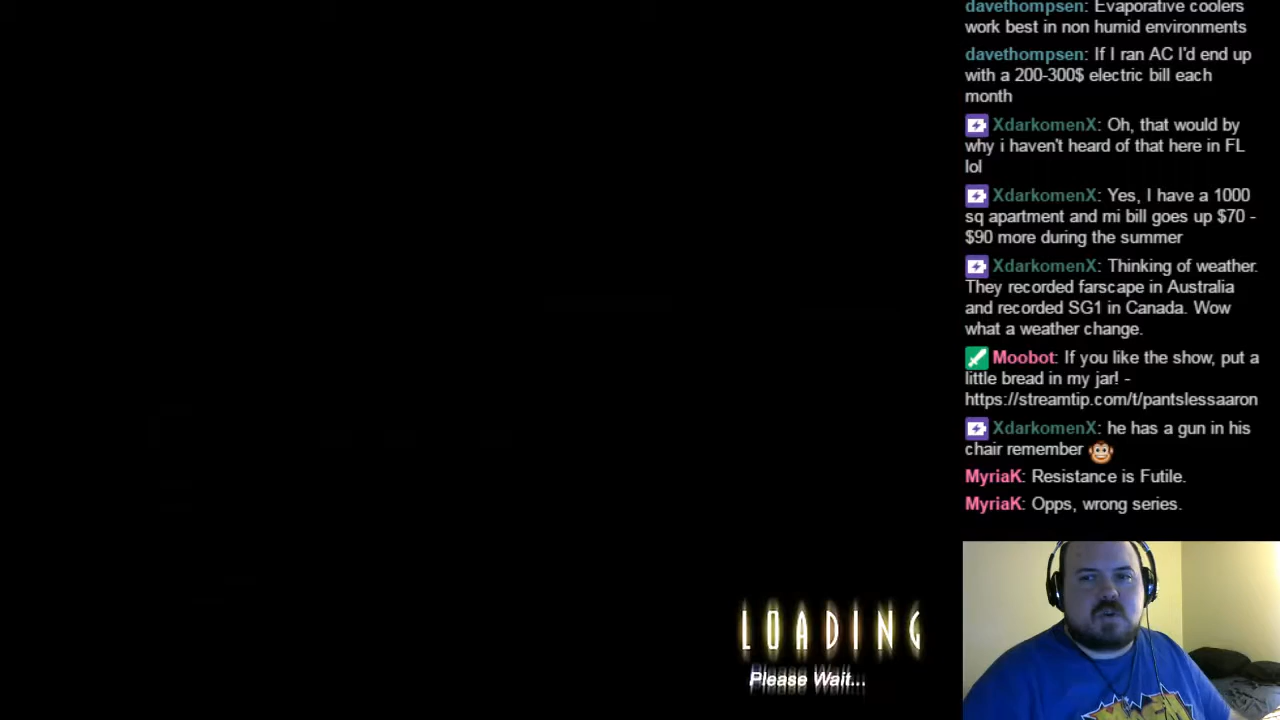 davethompsen: Evaporative coolers
work best in non humid environments
davethompsen: If I ran AC I'd end up
with a 200-300$ electric bill each
month
XdarkomenX: Oh, that would by
why i haven't heard of that here in FL
lol
XdarkomenX: Yes, I have a 1000
sq apartment and mi bill goes up $70 -
$90 more during the summer
XdarkomenX: Thinking of weather.
They recorded farscape in Australia
and recorded SG1 in Canada. Wow
what a weather change.
Moobot: If you like the show, put a
little bread in my jar! -
https://streamtip.com/t/pantslessaaron
XdarkomenX: he has a gun in his
chair remember
MyriaK: Resistance is Futile.
MyriaK: Opps, wrong series.
LOADING
Please Wait...